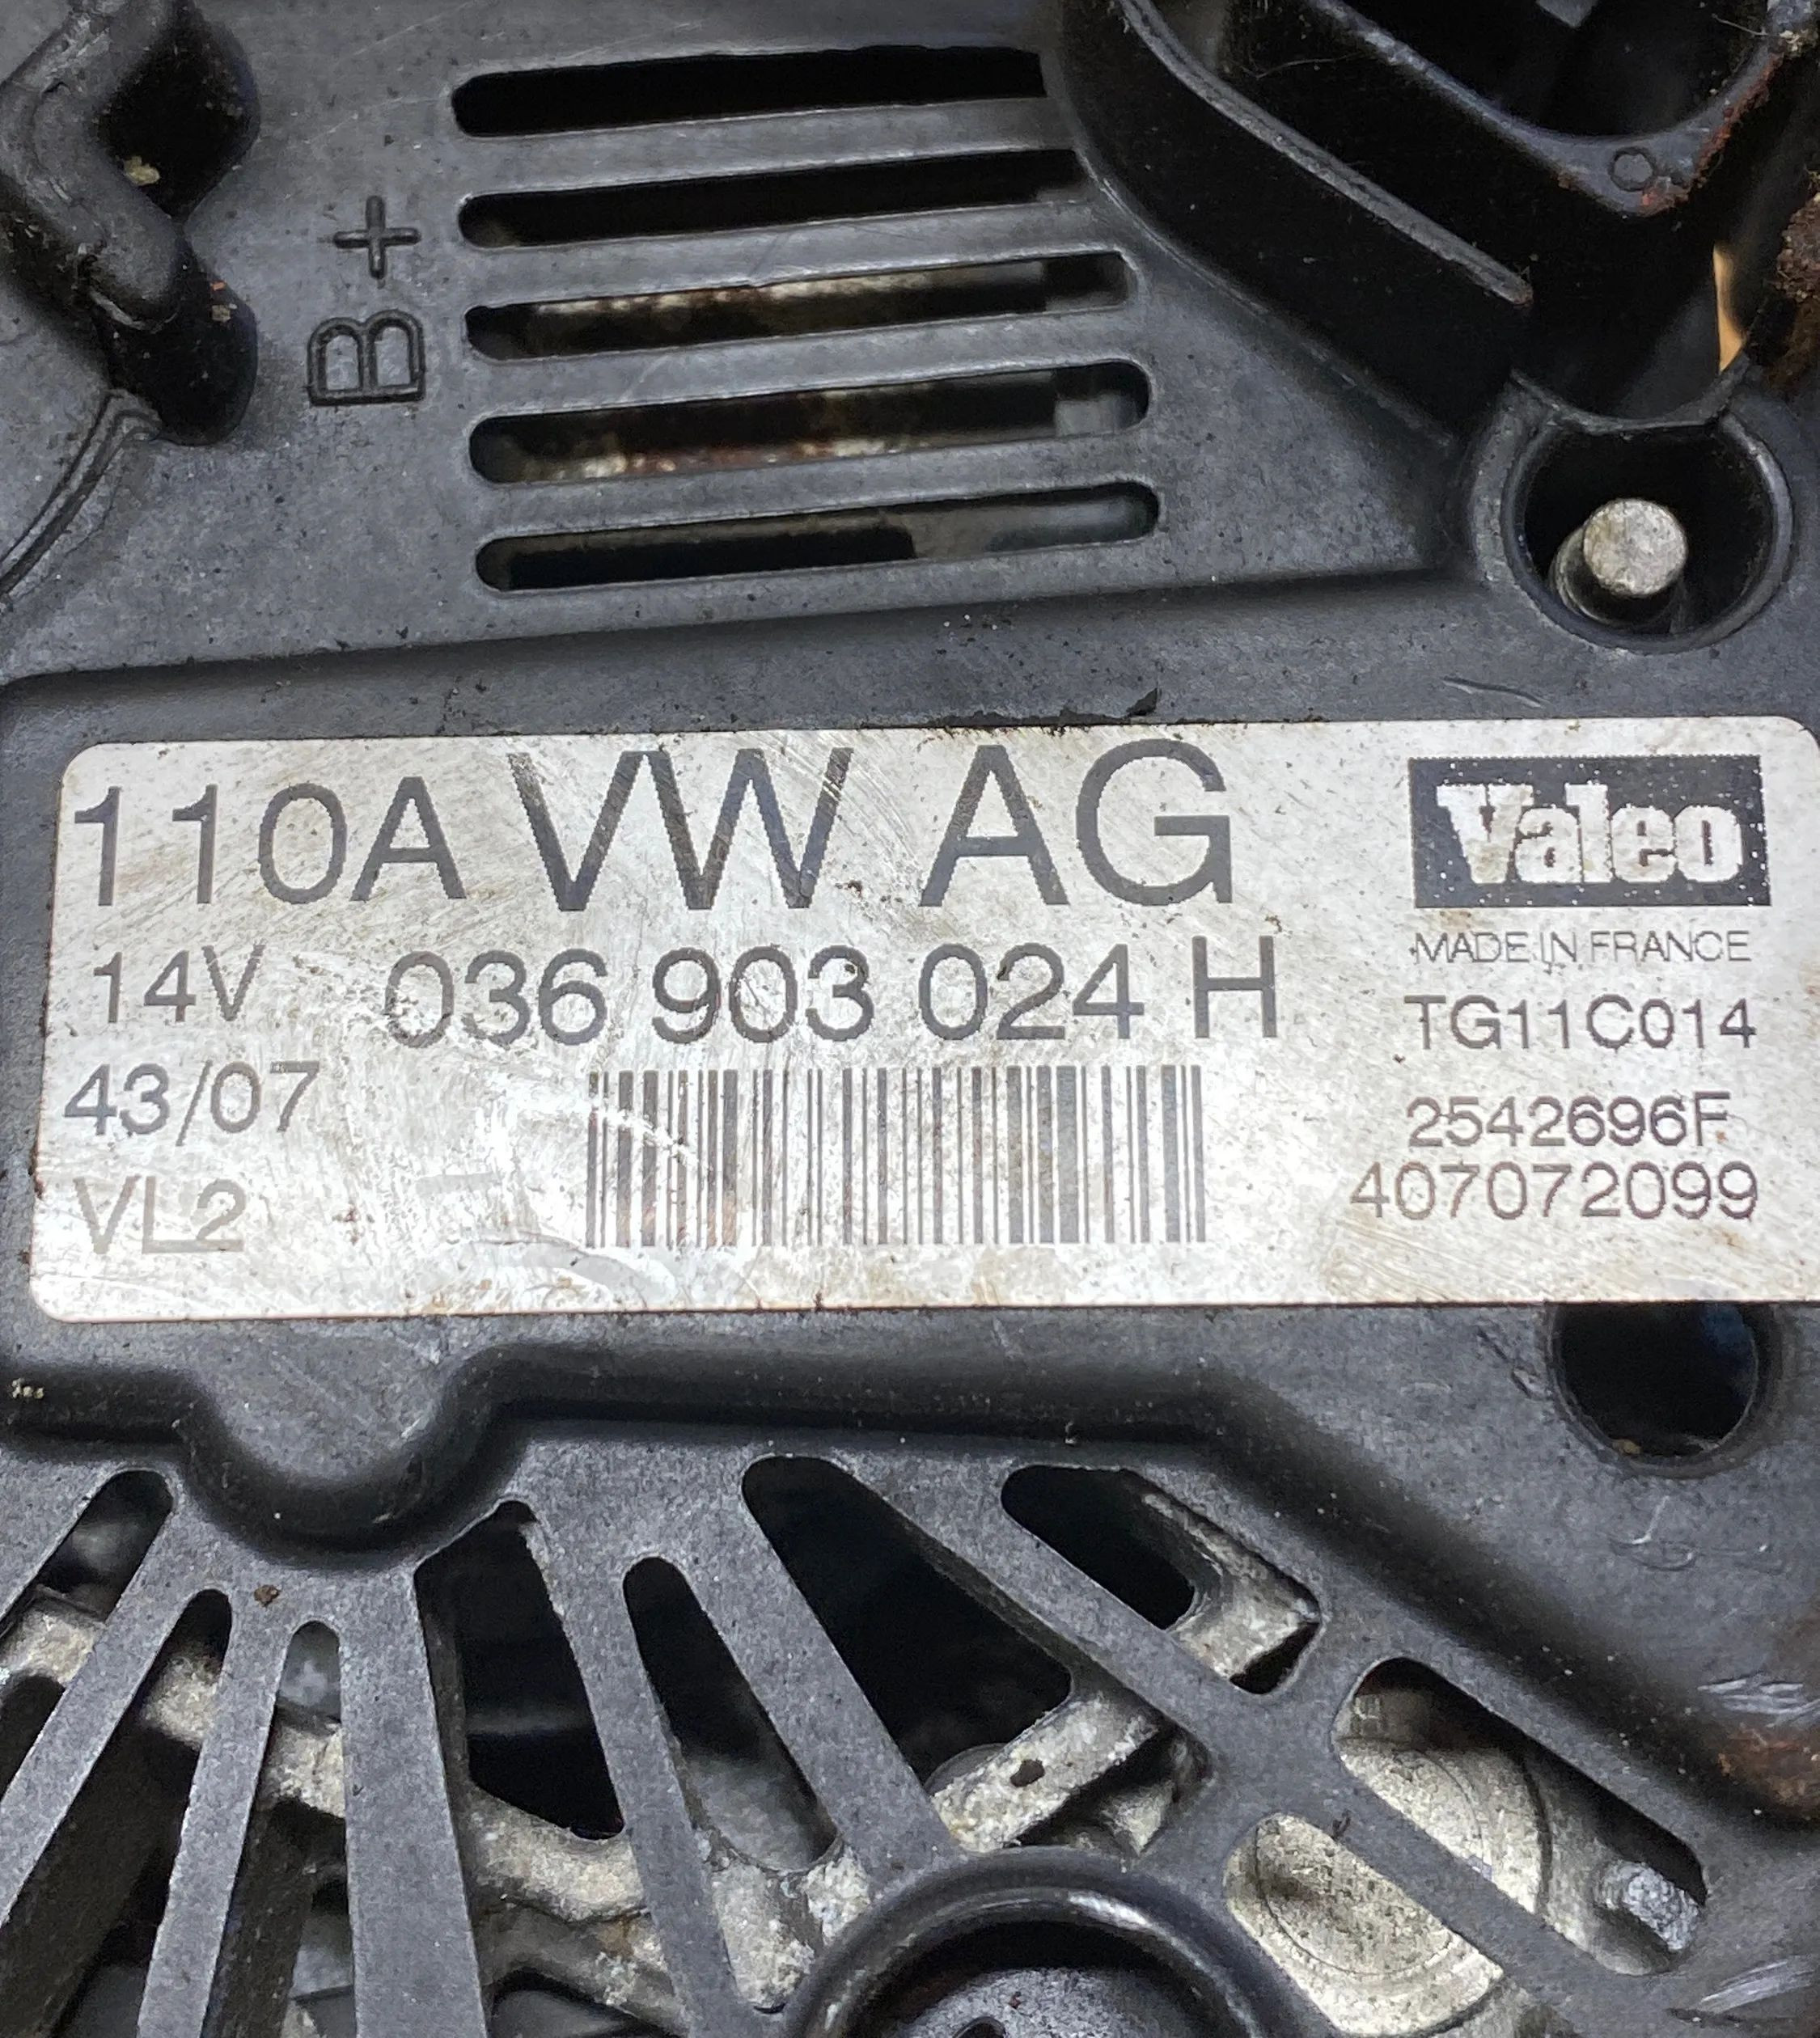 B+
110A VW AG
Valeo
14V 036 903 024 H
MADE IN FRANCE
TG11C014
43/07
2542696F
407072099
VL2